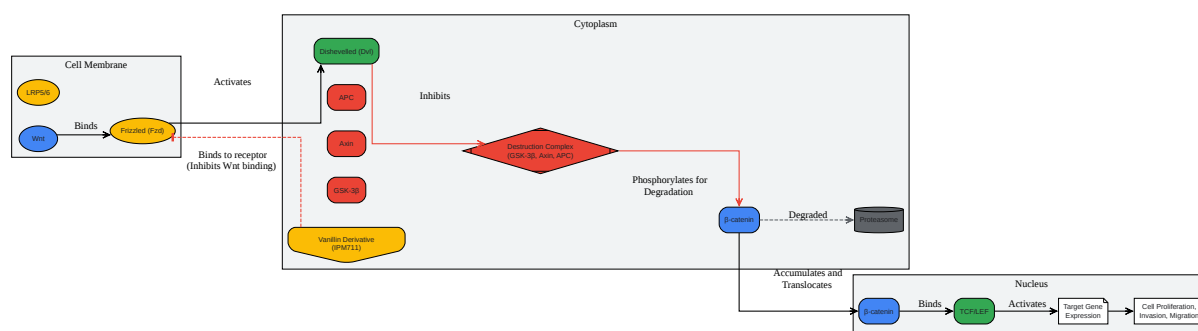 Cytoplasm
Cell Membrane
LRP5/6
Wnt
Binds
Frizzled (Fzd)
Activates
Binds to receptor
(Inhibits Wnt binding)
Dishevelled (Dvl)
APC
Axin
GSK-3β
Vanillin Derivative
(IPM711)
Inhibits
Destruction Complex
(GSK-3β, Axin, APC)
Phosphorylates for
Degradation
β-catenin
Degraded
Proteasome
Accumulates and
Translocates
Nucleus
β-catenin
Binds
TCF/LEF
Activates
Target Gene
Expression
Cell Proliferation,
Invasion, Migration